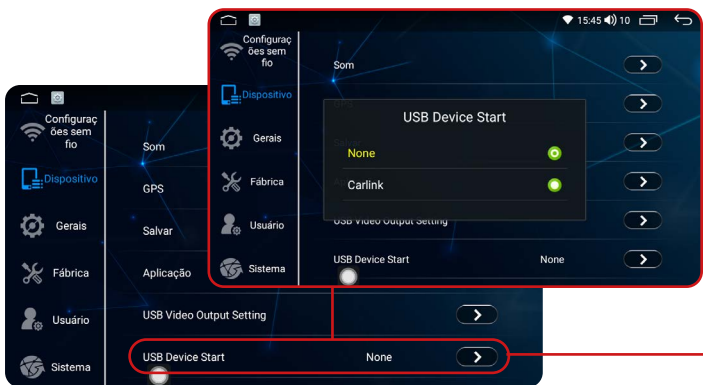 15:45
10
Configuraç
ões sem
fio
Dispositivo
Gerais
Fábrica
Usuário
Sistema
Som
USB Device Start
None
Carlink
USB Video Output Setting
USB Device Start
None
Configuraç
ões sem
fio
Dispositivo
Gerais
Fábrica
Usuário
Sistema
Som
GPS
Salvar
Aplicação
USB Video Output Setting
USB Device Start
None